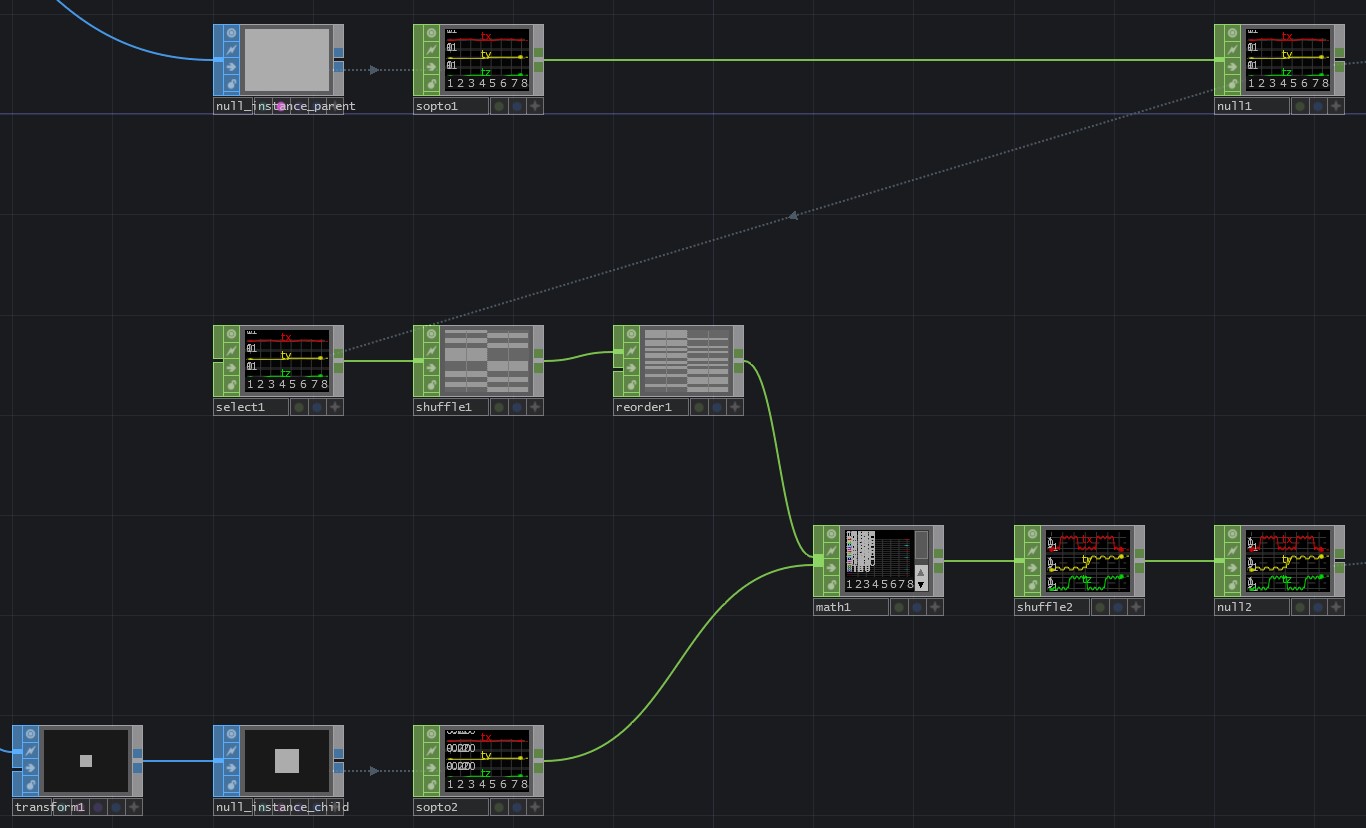 tx
ty
tz
1 2 3 4 5 6 7 8
tx
ty
tz
1 2 3 4 5 6 7 8
null_instance_parent
sopto1
null1
tx
ty
tz
1 2 3 4 5 6 7 8
select1
shuffle1
reorder1
1 2 3 4 5 6 7 8
tx
ty
tz
tx
ty
tz
math1
shuffle2
null2
tx
ty
tz
1 2 3 4 5 6 7 8
transform1
null_instance_child
sopto2